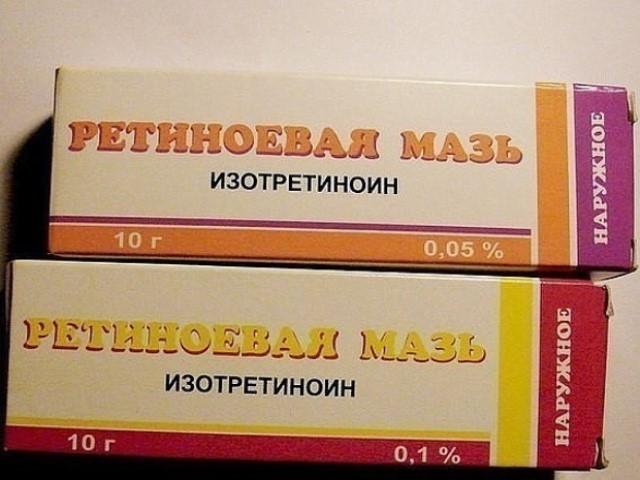 РЕТИНОЕВАЯ МАЗЬ
ИЗОТРЕТИНОИН
10 г
0,05 %
НАРУЖНОЕ
РЕТИНОЕВАЯ МАЗЬ
ИЗОТРЕТИНОИН
10 г
0,1 %
НАРУЖНОЕ